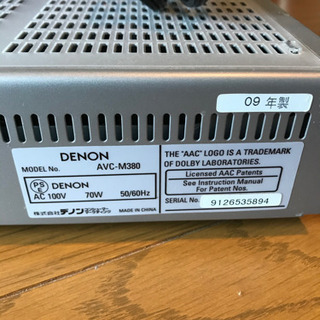 09 年製
DENON
MODEL No. AVC-M380
PS
E
DENON
AC 100V 70W 50/60Hz
株式会社 デノン
MADE IN CHINA
THE "AAC" LOGO IS A TRADEMARK
OF DOLBY LABORATORIES.
Licensed AAC Patents
See Instruction Manual
For Patent Nos.
SERIAL No. 9126535894